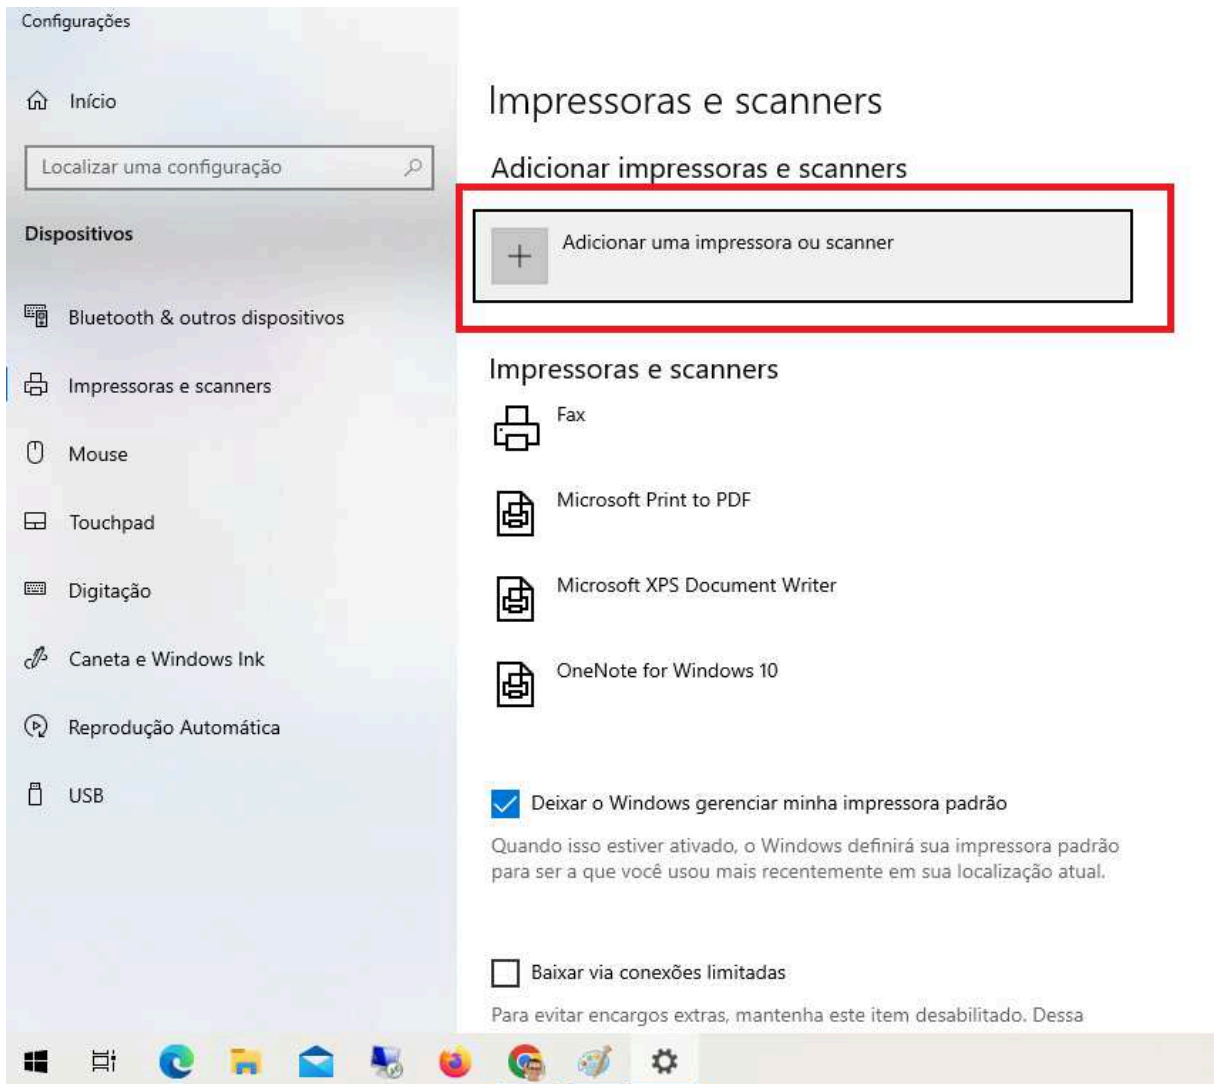 Configurações
Início
Localizar uma configuração
Dispositivos
Bluetooth & outros dispositivos
Impressoras e scanners
Mouse
Touchpad
Digitação
Caneta e Windows Ink
Reprodução Automática
USB
Impressoras e scanners
Adicionar impressoras e scanners
Adicionar uma impressora ou scanner
Impressoras e scanners
Fax
Microsoft Print to PDF
Microsoft XPS Document Writer
OneNote for Windows 10
Deixar o Windows gerenciar minha impressora padrão
Quando isso estiver ativado, o Windows definirá sua impressora padrão
para ser a que você usou mais recentemente em sua localização atual.
Baixar via conexões limitadas
Para evitar encargos extras, mantenha este item desabilitado. Dessa